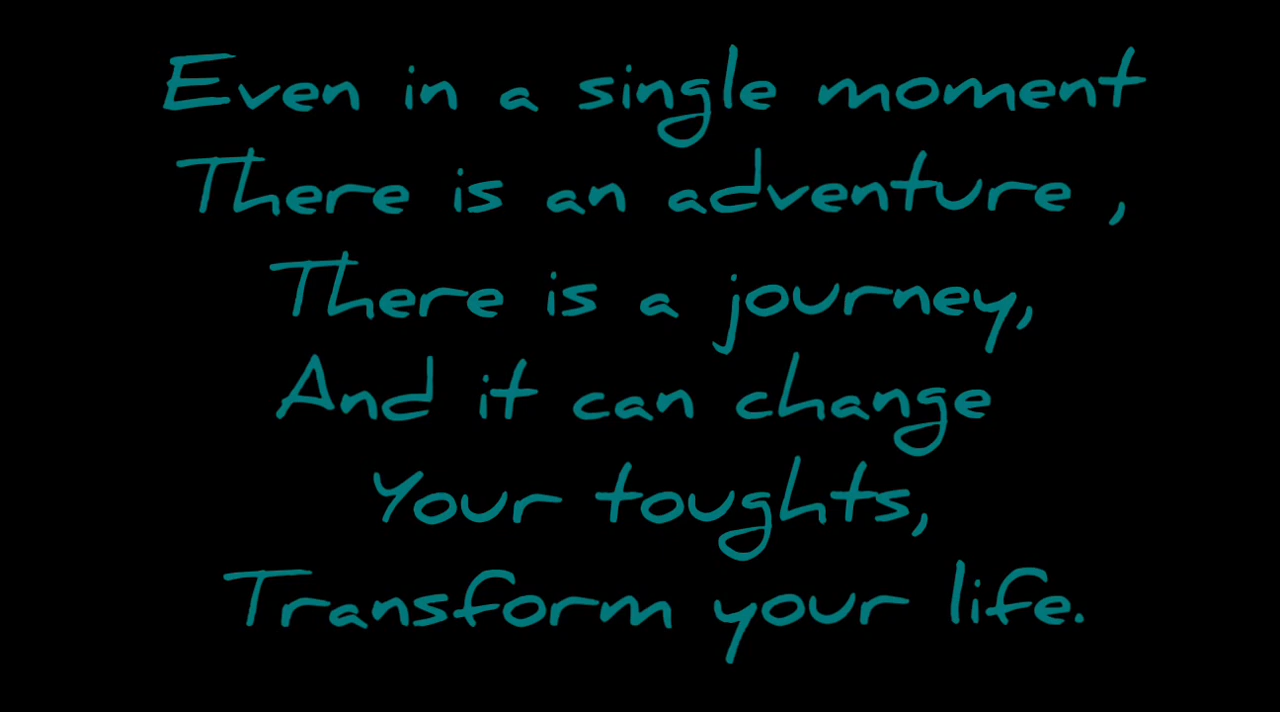 Even in a single moment
There is an adventure ,
There is a journey,
And it can change
Your toughts,
Transform your life.